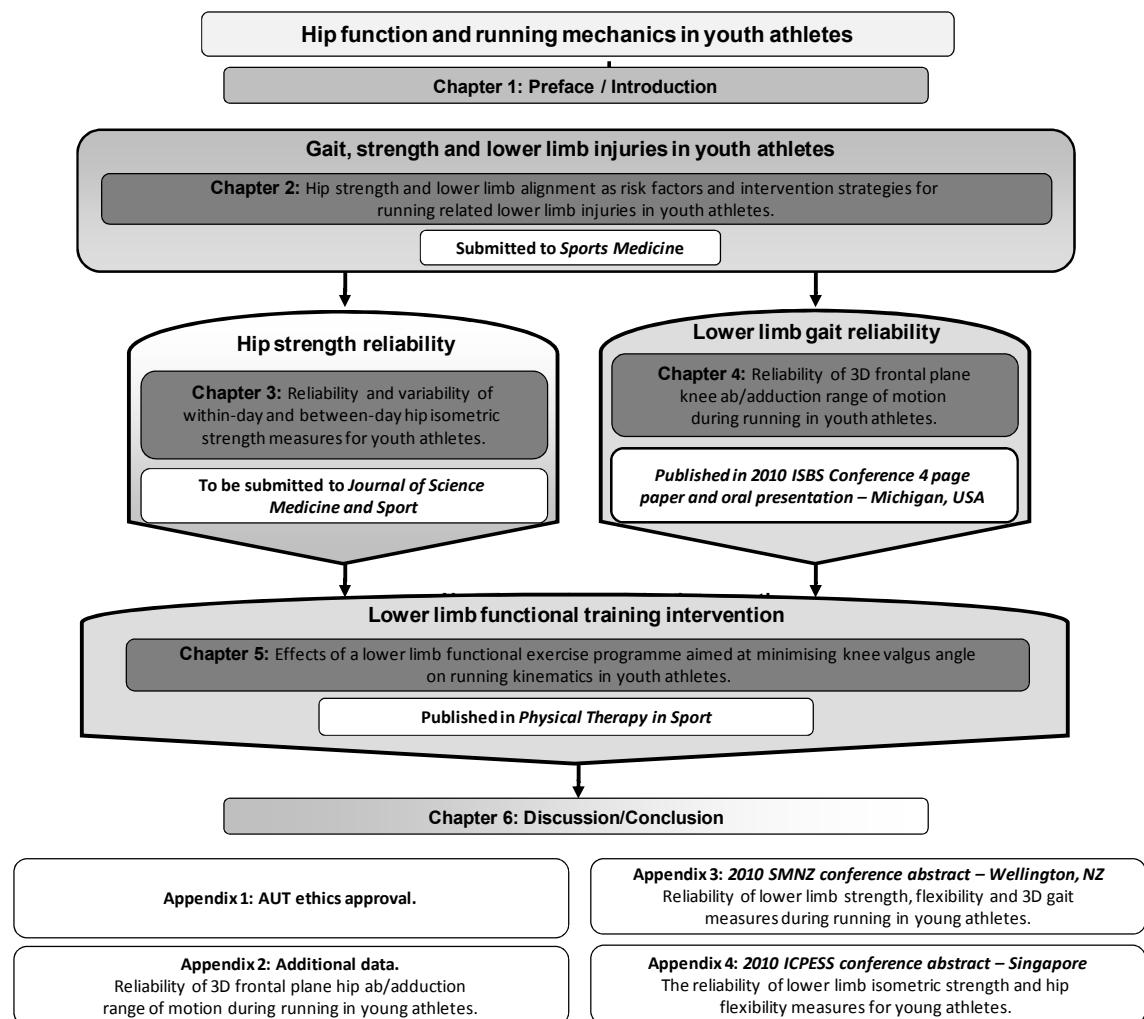 Hip function and running mechanics in youth athletes
Chapter 1: Preface / Introduction
Gait, strength and lower limb injuries in youth athletes
Chapter 2: Hip strength and lower limb alignment as risk factors and intervention strategies for
running related lower limb injuries in youth athletes.
Submitted to Sports Medicine
Hip strength reliability
Chapter 3: Reliability and variability of
within-day and between-day hip isometric
strength measures for youth athletes.
To be submitted to Journal of Science
Medicine and Sport
Lower limb gait reliability
Chapter 4: Reliability of 3D frontal plane
knee ab/adduction range of motion
during running in youth athletes.
Published in 2010 ISBS Conference 4 page
paper and oral presentation – Michigan, USA
Lower limb functional training intervention
Chapter 5: Effects of a lower limb functional exercise programme aimed at minimising knee valgus angle
on running kinematics in youth athletes.
Published in Physical Therapy in Sport
Chapter 6: Discussion/Conclusion
Appendix 1: AUT ethics approval.
Appendix 2: Additional data.
Reliability of 3D frontal plane hip ab/adduction
range of motion during running in young athletes.
Appendix 3: 2010 SMNZ conference abstract – Wellington, NZ
Reliability of lower limb strength, flexibility and 3D gait
measures during running in young athletes.
Appendix 4: 2010 ICPESS conference abstract – Singapore
The reliability of lower limb isometric strength and hip
flexibility measures for young athletes.